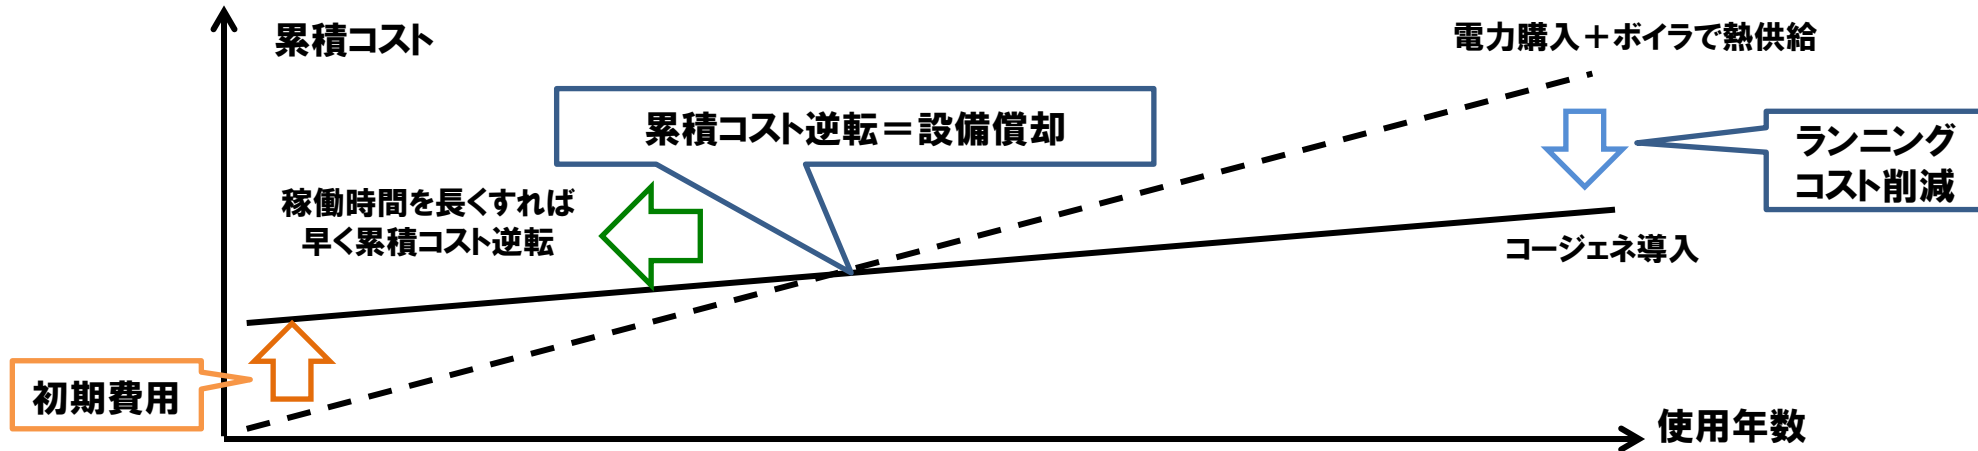 累積コスト
電力購入＋ボイラで熱供給
累積コスト逆転＝設備償却
ランニング
コスト削減
稼働時間を長くすれば
早く累積コスト逆転
コージェネ導入
初期費用
使用年数